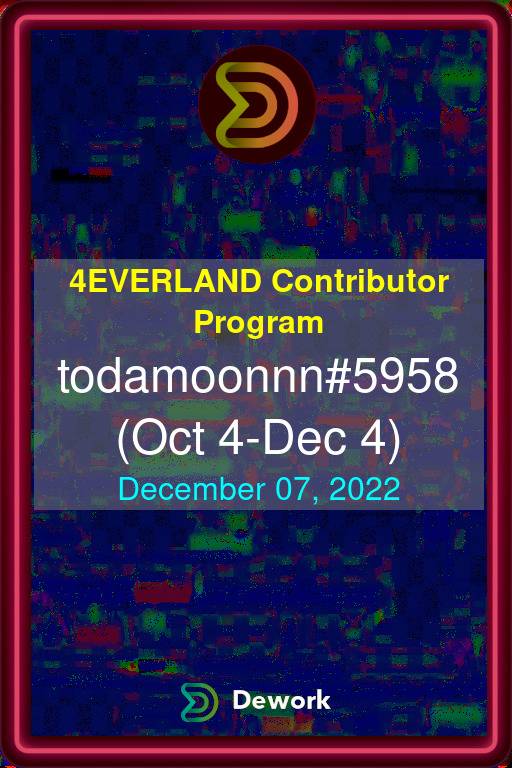 4EVERLAND Contributor
Program
todamoonnn#5958
(Oct 4-Dec 4)
December 07, 2022
Dework